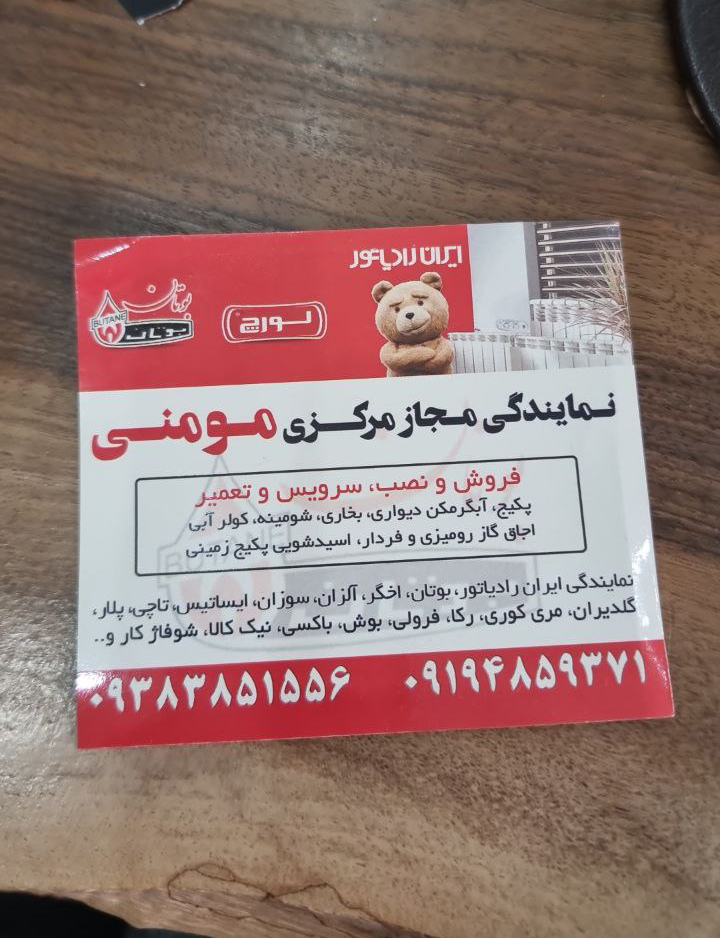 ایران رادیاتور
بوتان
BUTANE
بوتان
لورچ
نمایندگی مجاز مرکزی مومنی
فروش و نصب، سرویس و تعمیر
پکیج، آبگرمکن دیواری، بخاری، شومینه، کولر آبی
اجاق گاز رومیزی و فردار، اسیدشویی پکیج زمینی
نمایندگی ایران رادیاتور، بوتان، اخگر، آلزان، سوزان، ایساتیس، تاچی، پلار،
گلدیران، مری کوری، رکا، فرولی، بوش، باکسی، نیک کالا، شوفاژ کار و..
۰۹۱۹۴۸۵۹۳۷۱
۰۹۳۸۳۸۵۱۵۵۶